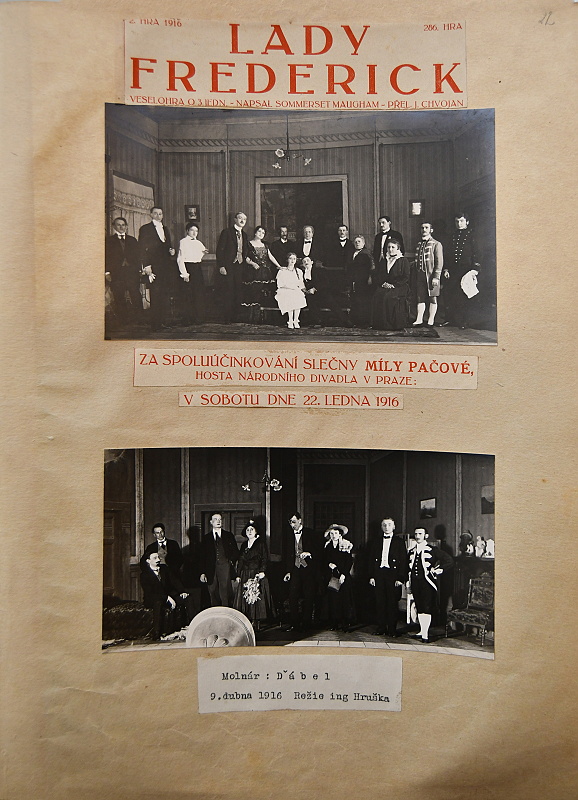 2. HRA 1916
286. HRA
LADY
FREDERICK
VESELOHRA O 3 JEDN. - NAPSAL SOMMERSET MAUGHAM - PŘEL. J. CHVOJAN
ZA SPOLUÚČINKOVÁNÍ SLEČNY MÍLY PAČOVÉ,
HOSTA NÁRODNÍHO DIVADLA V PRAZE:
V SOBOTU DNE 22. LEDNA 1916
Molnár : Ďábel
9.dubna 1916 Režie ing Hruška